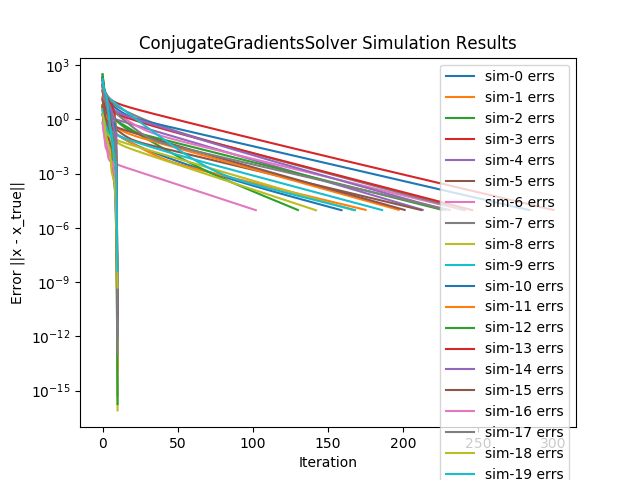 ConjugateGradientsSolver Simulation Results
Error ||x - x_true||
10^3
10^0
10^-3
10^-6
10^-9
10^-12
10^-15
0
50
100
150
200
250
300
Iteration
sim-0 errs
sim-1 errs
sim-2 errs
sim-3 errs
sim-4 errs
sim-5 errs
sim-6 errs
sim-7 errs
sim-8 errs
sim-9 errs
sim-10 errs
sim-11 errs
sim-12 errs
sim-13 errs
sim-14 errs
sim-15 errs
sim-16 errs
sim-17 errs
sim-18 errs
sim-19 errs